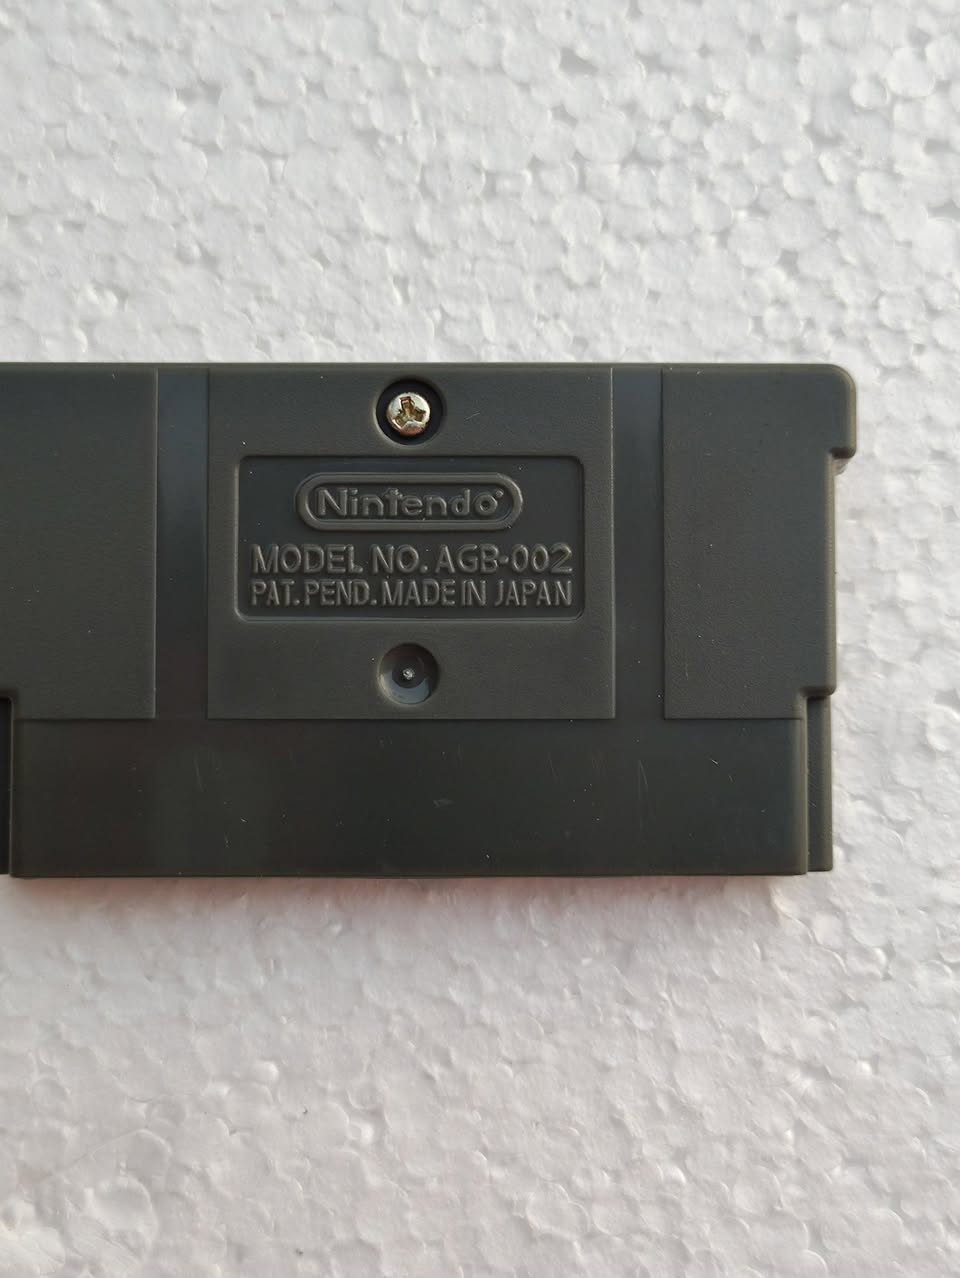 Nintendo
MODEL NO. AGB-002
PAT. PEND. MADE IN JAPAN